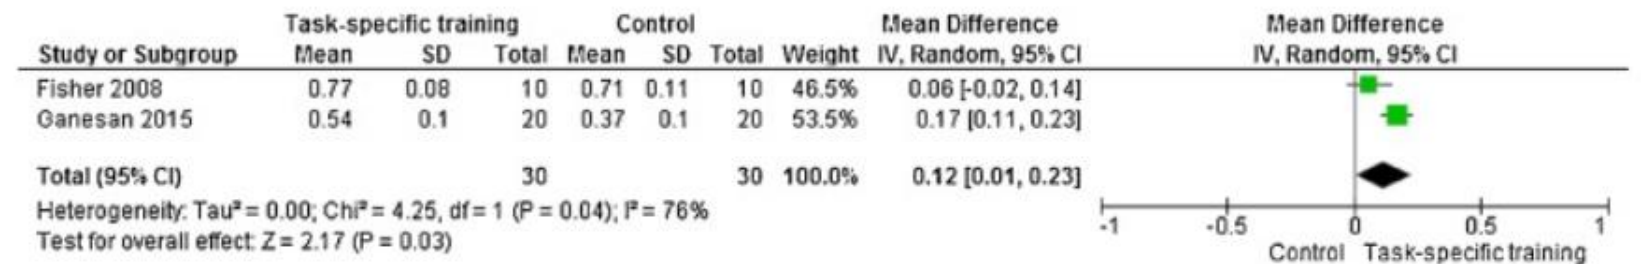 Task-specific training Control Mean Difference Mean Difference
Study or Subgroup Mean SD Total Mean SD Total Weight IV, Random, 95% CI IV, Random, 95% CI
Fisher 2008 0.77 0.08 10 0.71 0.11 10 46.5% 0.06 [-0.02, 0.14]
Ganesan 2015 0.54 0.1 20 0.37 0.1 20 53.5% 0.17 [0.11, 0.23]
Total (95% CI) 30 30 100.0% 0.12 [0.01, 0.23]
Heterogeneity: Tau² = 0.00; Chi² = 4.25, df = 1 (P = 0.04); I² = 76%
Test for overall effect: Z = 2.17 (P = 0.03)
-1 -0.5 0 0.5 1
Control Task-specific training